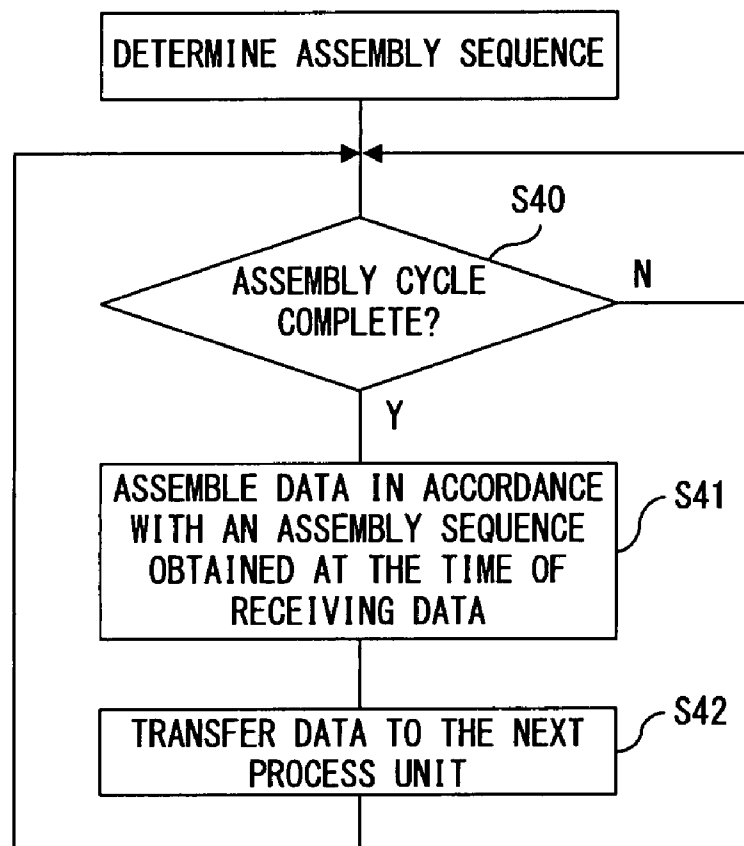 DETERMINE ASSEMBLY SEQUENCE
S40
ASSEMBLY CYCLE
COMPLETE?
N
Y
ASSEMBLE DATA IN ACCORDANCE
WITH AN ASSEMBLY SEQUENCE
OBTAINED AT THE TIME OF
RECEIVING DATA
S41
TRANSFER DATA TO THE NEXT
PROCESS UNIT
S42